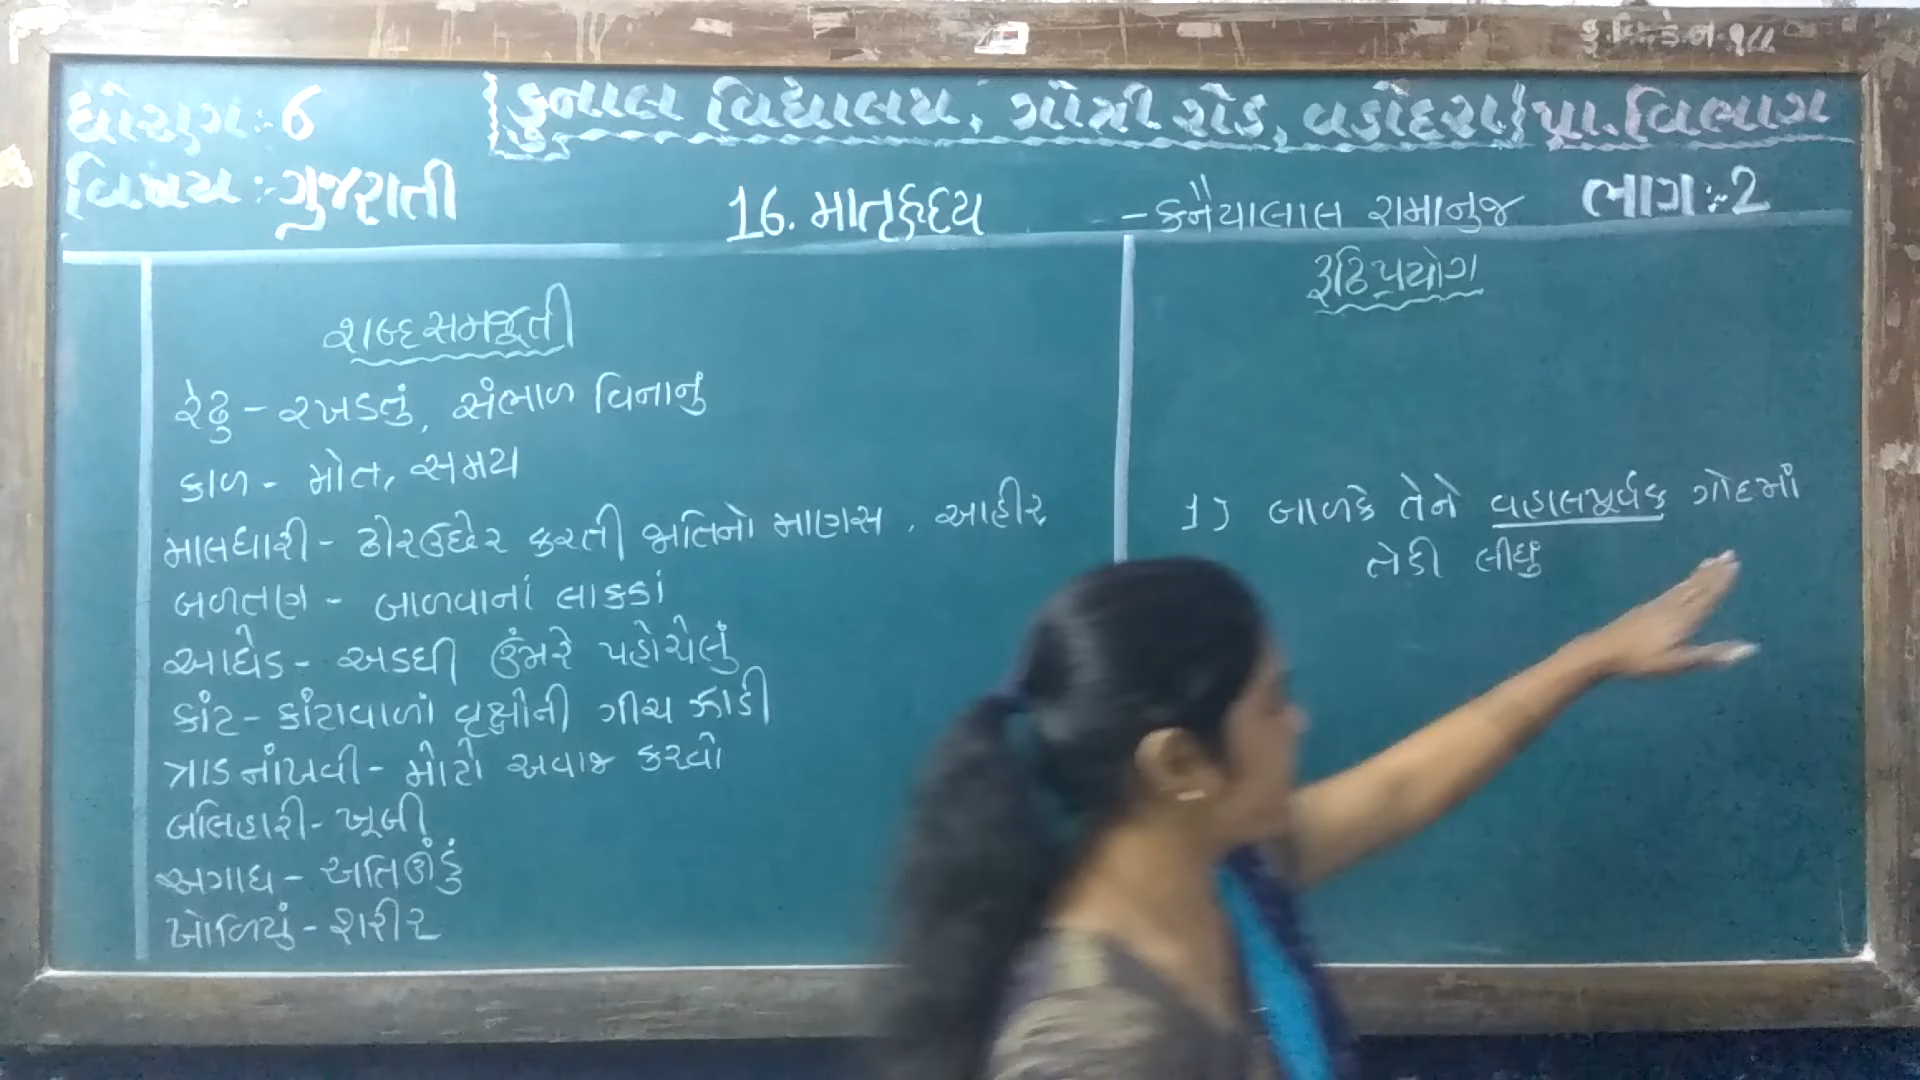 ધોરણ:- 6
કુનાલ વિદ્યાલય, ગોત્રી રોડ, વડોદરા પ્રા. વિભાગ
વિષય :- ગુજરાતી
16. માતૃહૃદય
- કનૈયાલાલ રામાનુજ
ભાગ:- 2
શબ્દસમજૂતી
રેઢુ - રખડતું, સંભાળ વિનાનું
કાળ - મોત, સમય
માલધારી - ઢોરઉછેર કરતી જાતિનો માણસ, આહીર
બળતણ - બાળવાનાં લાકડાં
આધેડ - અડધી ઉંમરે પહોચેલું
કાંટ - કાંટાવાળાં વૃક્ષોની ગીચ ઝાડી
ત્રાડ નાંખવી - મોટો અવાજ કરવો
બલિહારી - ખૂબી
અગાધ - અતિઊંડું
ખોળિયું - શરીર
રૂઢિપ્રયોગ
1) બાળકે તેને વહાલપૂર્વક ગોદમાં
તેડી લીધું